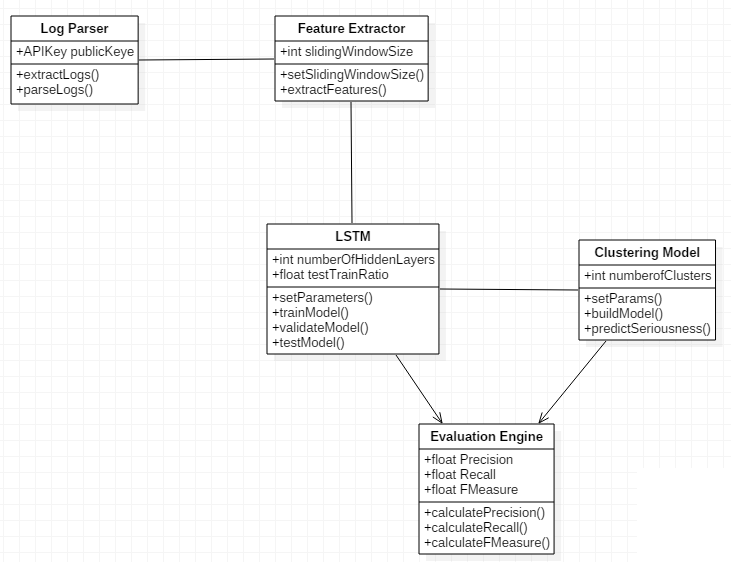 Log Parser
+APIKey publicKeye
+extractLogs()
+parseLogs()
Feature Extractor
+int slidingWindowSize
+setSlidingWindowSize()
+extractFeatures()
LSTM
+int numberOfHiddenLayers
+float testTrainRatio
+setParameters()
+trainModel()
+validateModel()
+testModel()
Clustering Model
+int numberofClusters
+setParams()
+buildModel()
+predictSeriousness()
Evaluation Engine
+float Precision
+float Recall
+float FMeasure
+calculatePrecision()
+calculateRecall()
+calculateFMeasure()